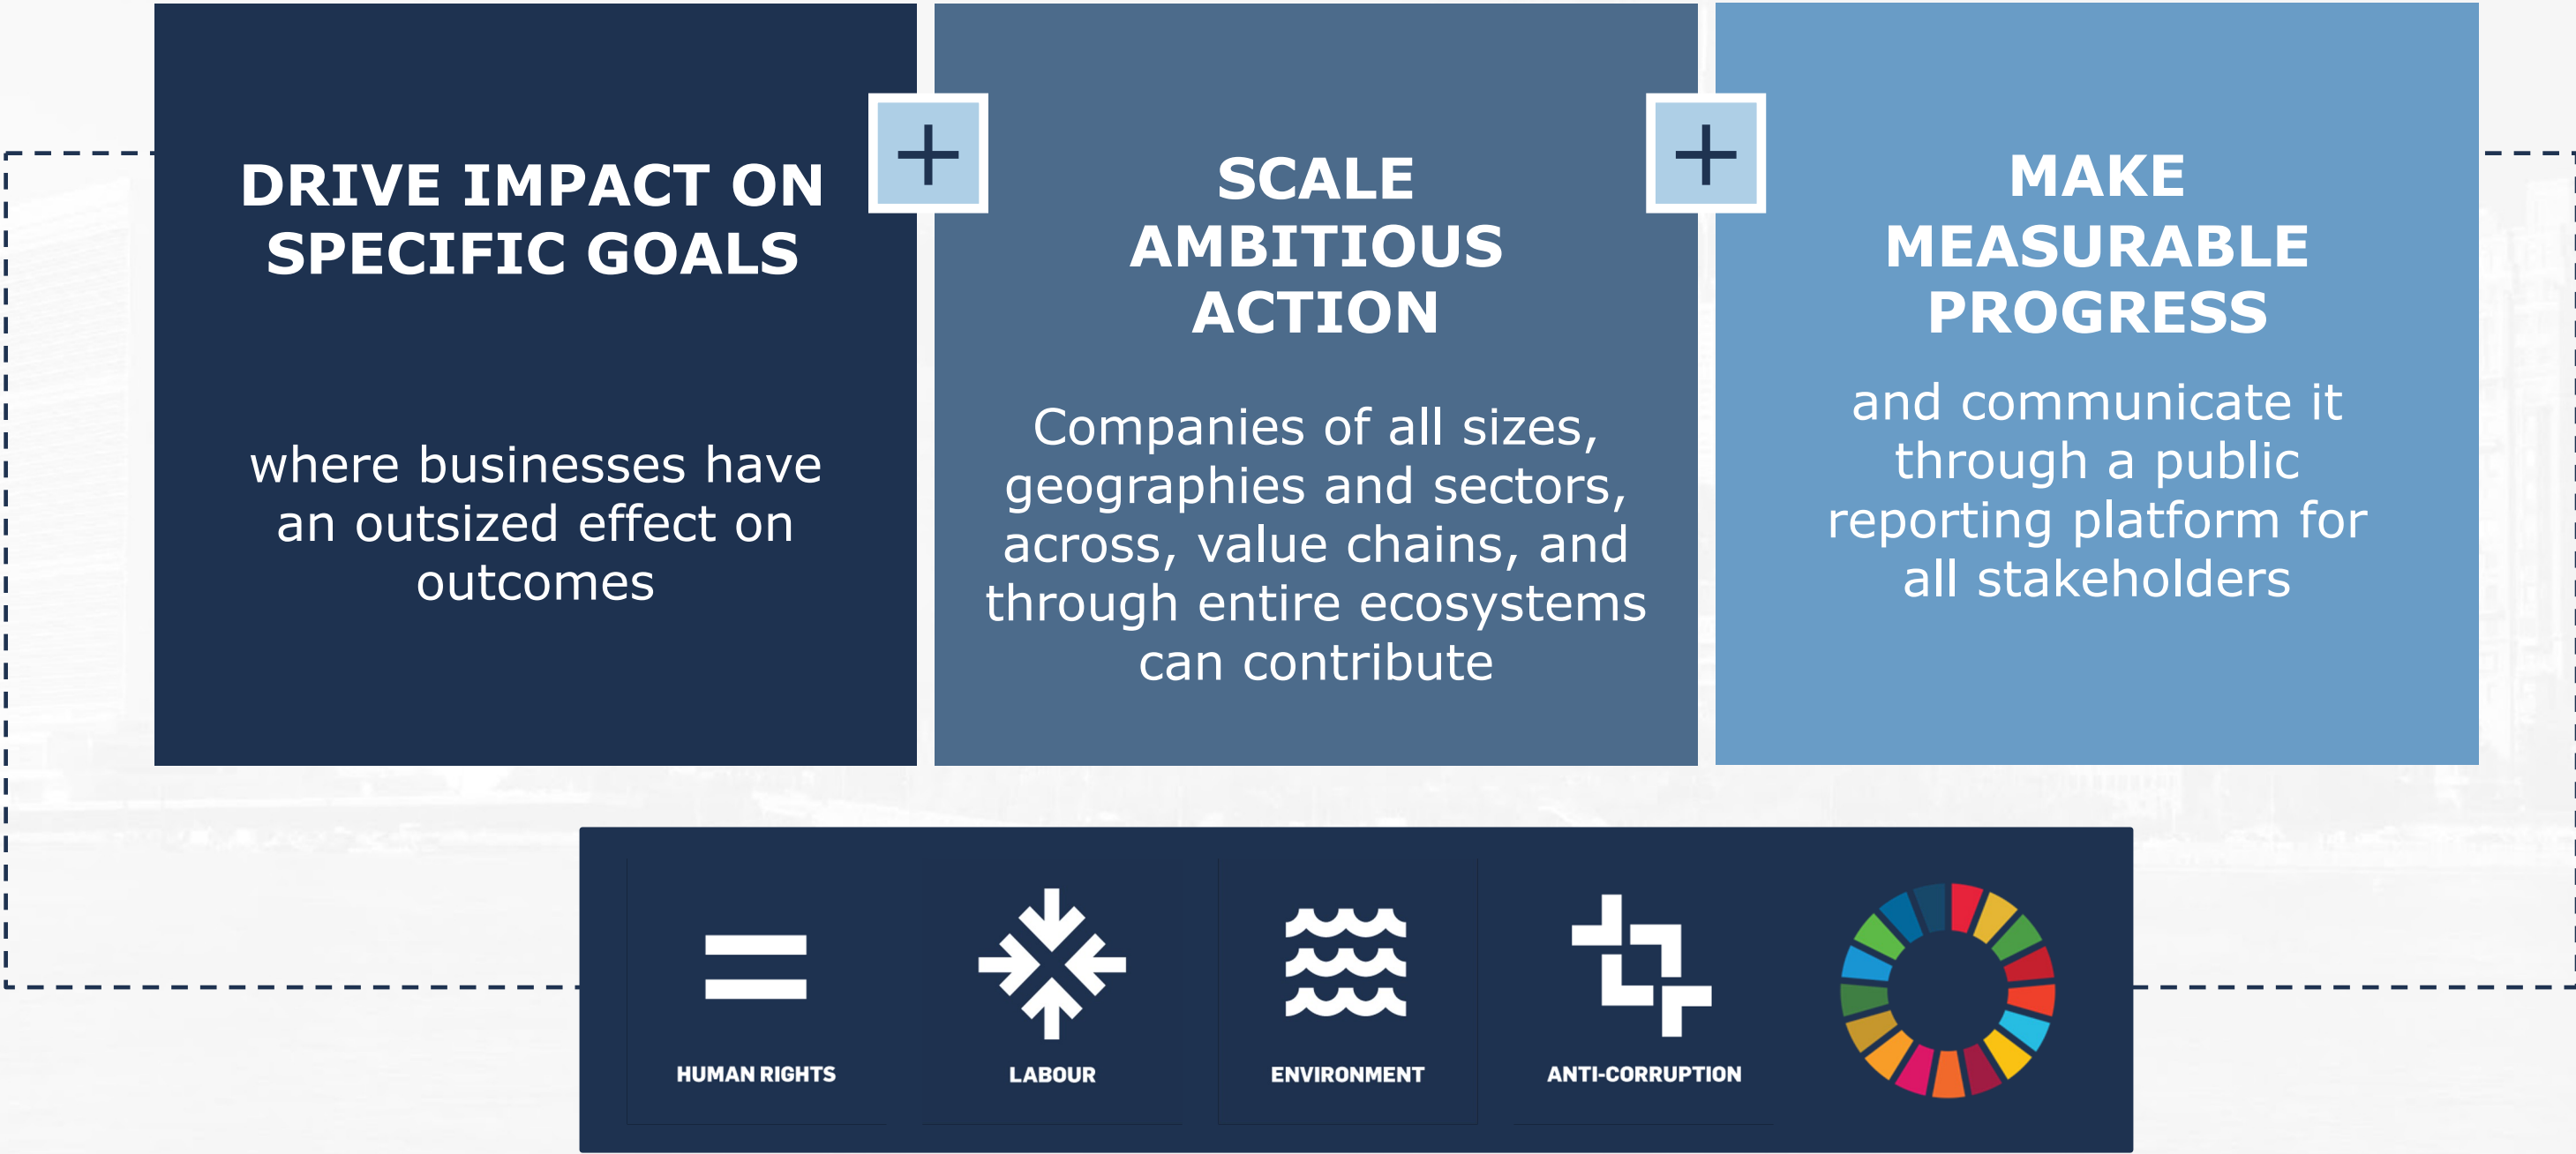 DRIVE IMPACT ON
SPECIFIC GOALS
where businesses have
an outsized effect on
outcomes
+
SCALE
AMBITIOUS
ACTION
Companies of all sizes,
geographies and sectors,
across, value chains, and
through entire ecosystems
can contribute
+
MAKE
MEASURABLE
PROGRESS
and communicate it
through a public
reporting platform for
all stakeholders
HUMAN RIGHTS
LABOUR
ENVIRONMENT
ANTI-CORRUPTION